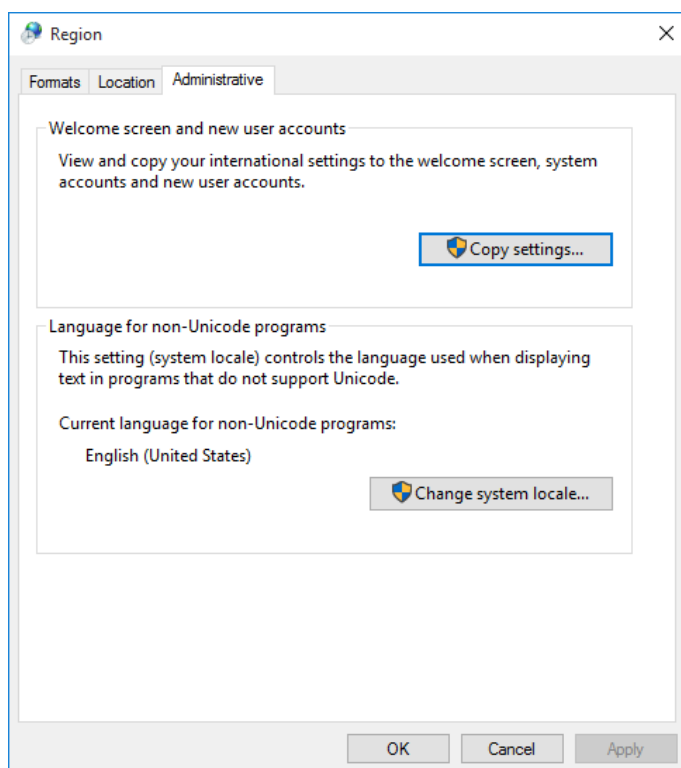 Region
Formats Location Administrative
Welcome screen and new user accounts
View and copy your international settings to the welcome screen, system
accounts and new user accounts.
Copy settings...
Language for non-Unicode programs
This setting (system locale) controls the language used when displaying
text in programs that do not support Unicode.
Current language for non-Unicode programs:
English (United States)
Change system locale...
OK Cancel Apply